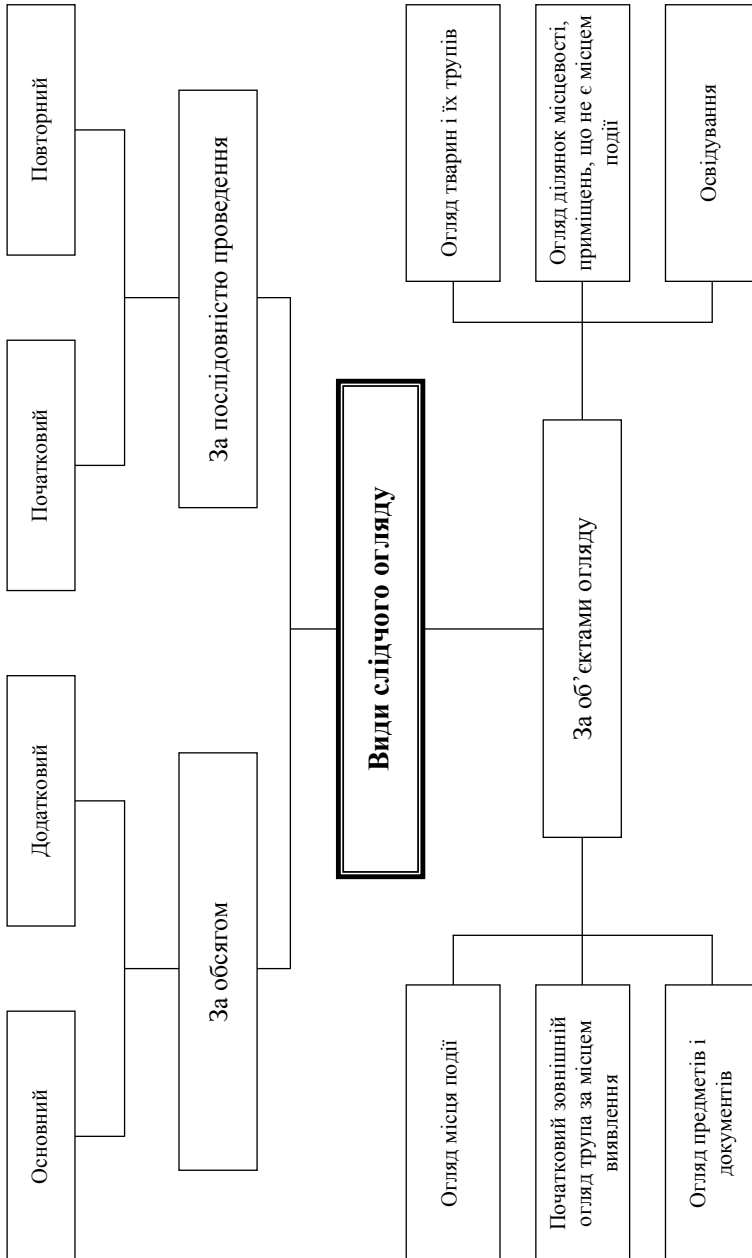 Основний
Додатковий
Початковий
Повторний
За обсягом
За послідовністю проведення
Види слідчого огляду
За об’єктами огляду
Огляд місця події
Початковий зовнішній
огляд трупа за місцем
виявлення
Огляд предметів і
документів
Огляд тварин і їх трупів
Огляд ділянок місцевості,
приміщень, що не є місцем
події
Освідування